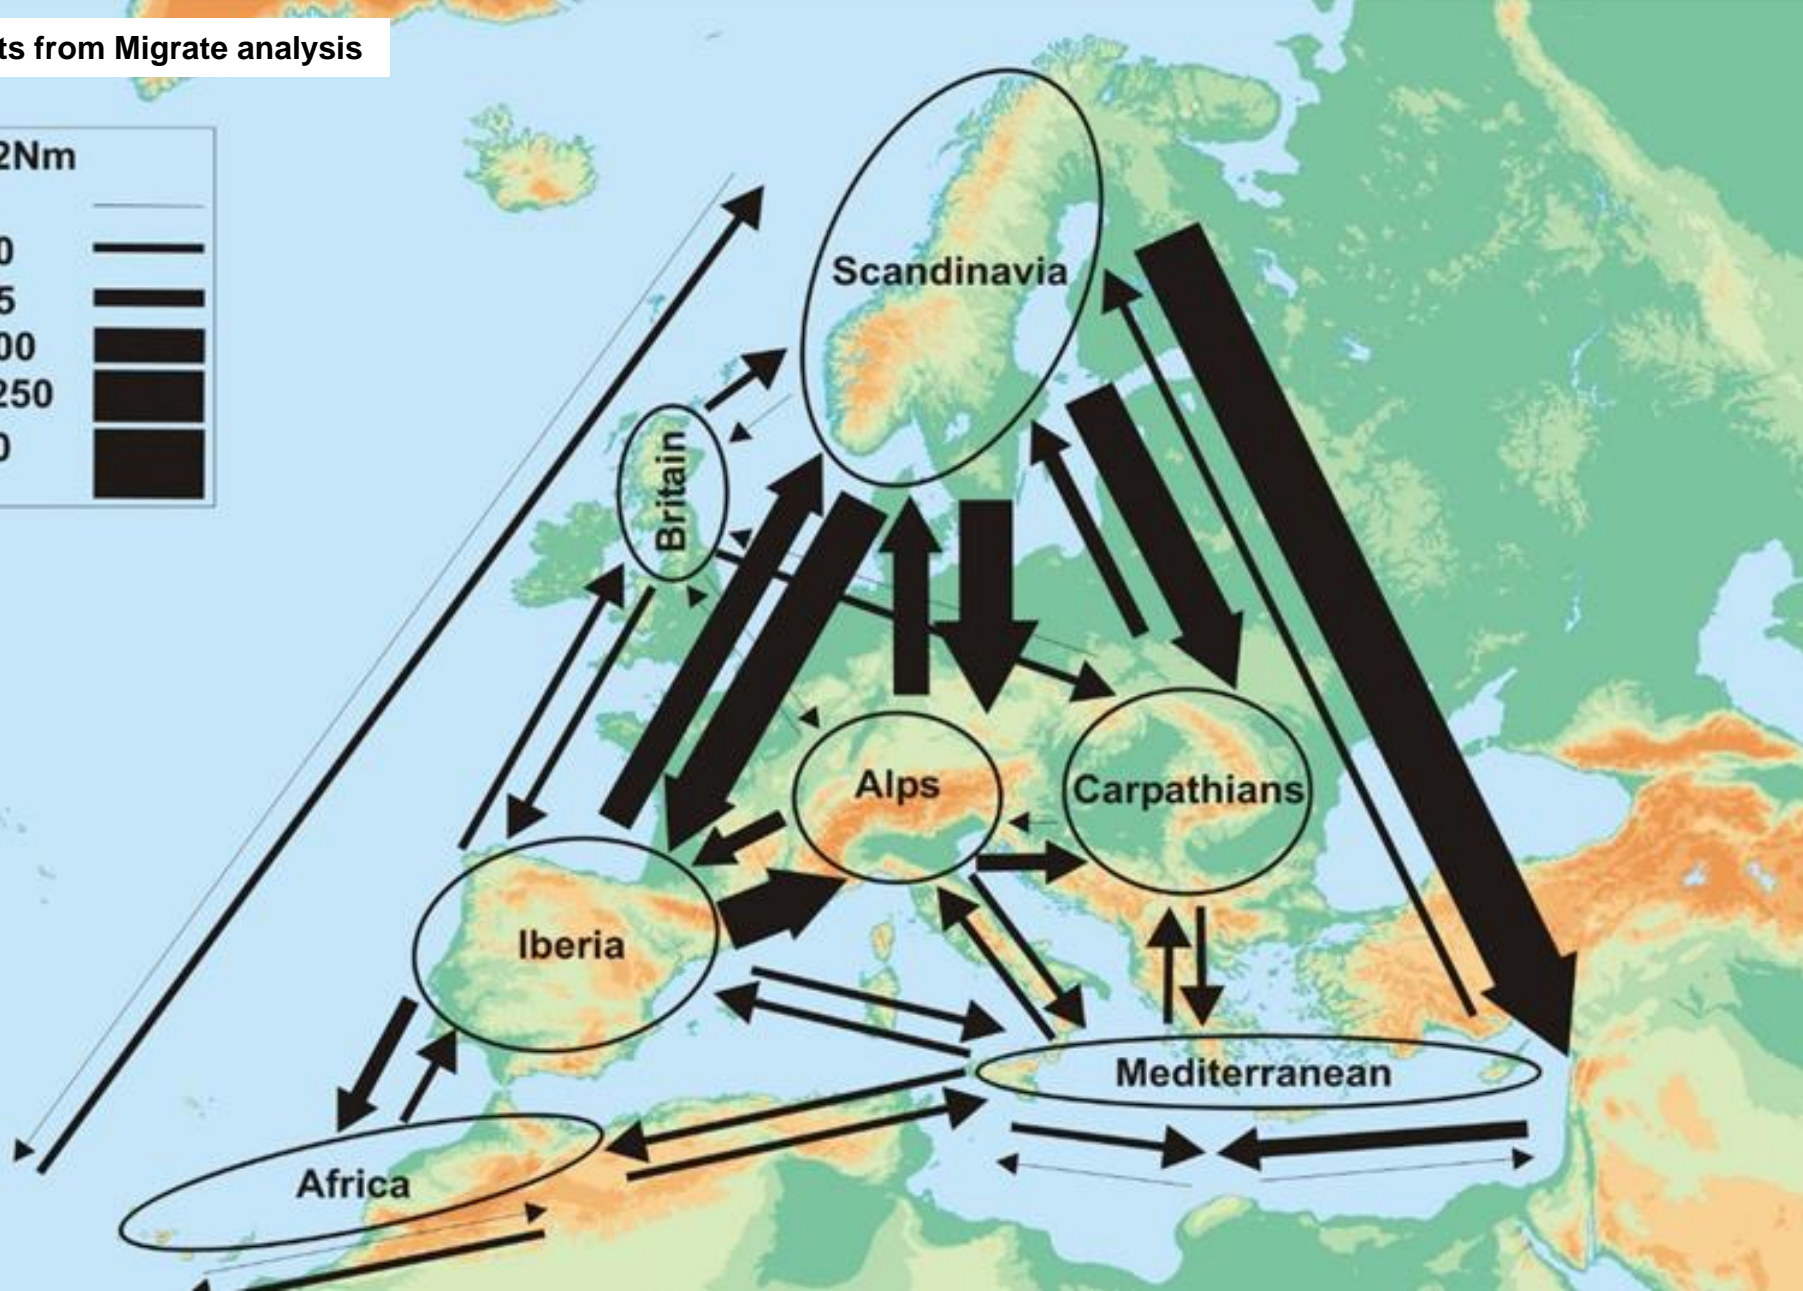 ts from Migrate analysis
2Nm
0
5
00
250
0
Scandinavia
Britain
Alps
Carpathians
Iberia
Mediterranean
Africa